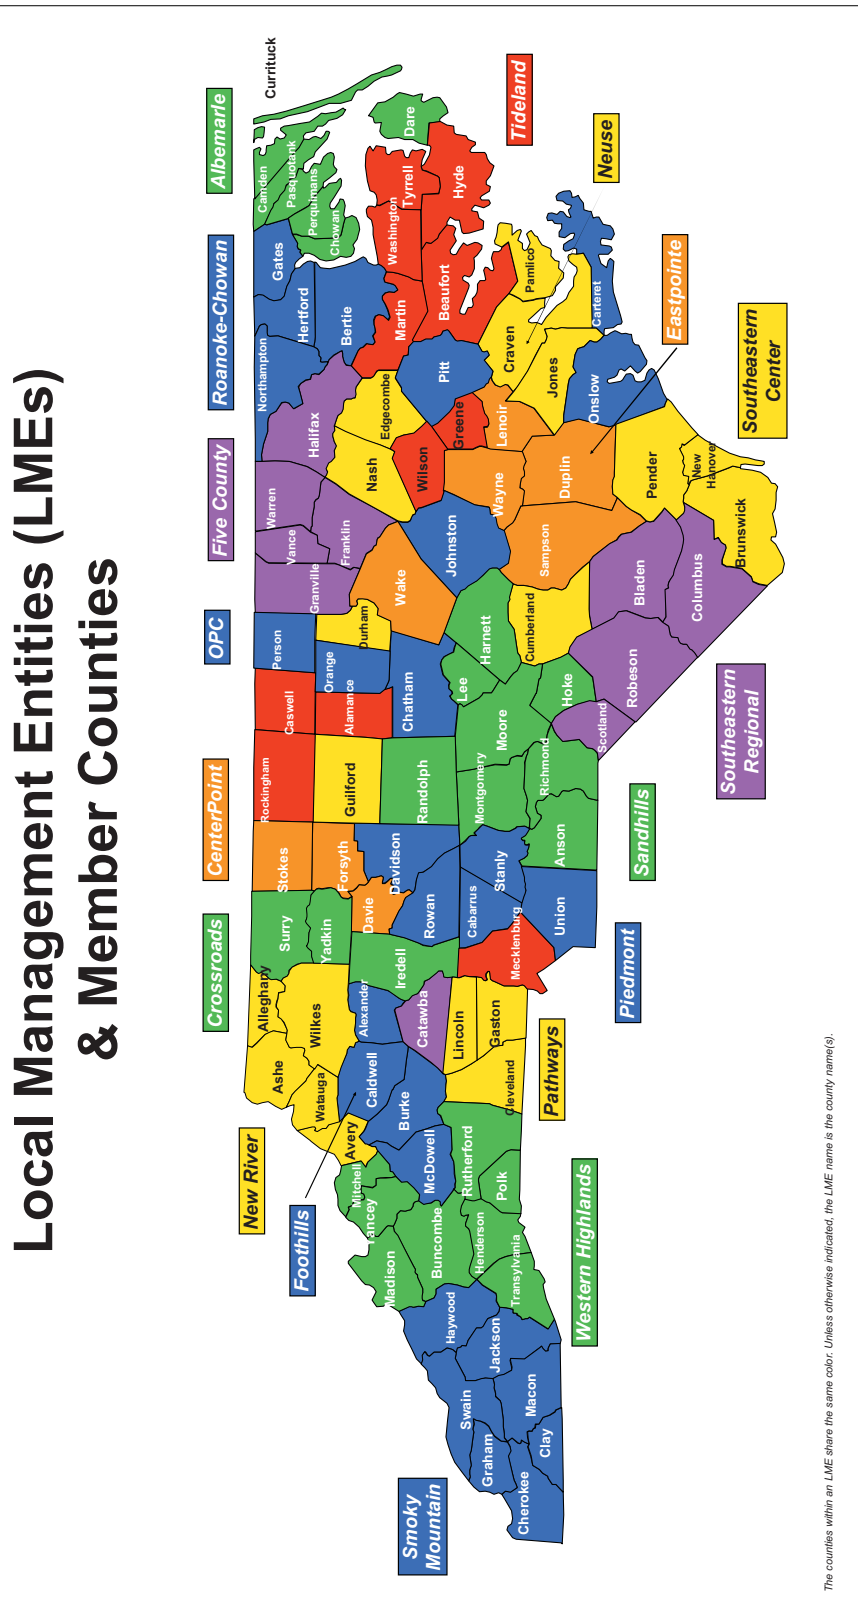 Local Management Entities (LMEs)
& Member Counties
Smoky
Mountain
New River
Foothills
Crossroads
CenterPoint
OPC
Five County
Roanoke-Chowan
Albemarle
Tideland
Neuse
Eastpointe
Southeastern
Center
Southeastern
Regional
Sandhills
Piedmont
Pathways
Western Highlands
Cherokee
Graham
Clay
Swain
Macon
Jackson
Haywood
Transylvania
Madison
Buncombe
Henderson
Yancey
Mitchell
Polk
Rutherford
McDowell
Avery
Burke
Watauga
Caldwell
Cleveland
Ashe
Alleghany
Wilkes
Alexander
Catawba
Lincoln
Gaston
Surry
Yadkin
Iredell
Mecklenburg
Davie
Rowan
Cabarrus
Union
Stokes
Forsyth
Davidson
Stanly
Anson
Rockingham
Guilford
Randolph
Montgomery
Richmond
Caswell
Alamance
Chatham
Moore
Scotland
Person
Orange
Durham
Lee
Hoke
Robeson
Granville
Wake
Harnett
Cumberland
Bladen
Columbus
Vance
Warren
Franklin
Johnston
Sampson
Brunswick
Halifax
Nash
Wilson
Wayne
Duplin
Pender
New
Hanover
Northampton
Edgecombe
Greene
Lenoir
Onslow
Hertford
Bertie
Martin
Pitt
Craven
Jones
Gates
Chowan
Perquimans
Pasquotank
Camden
Currituck
Washington
Tyrrell
Dare
Beaufort
Hyde
Pamlico
Carteret
The counties within an LME share the same color. Unless otherwise indicated, the LME name is the county name(s).